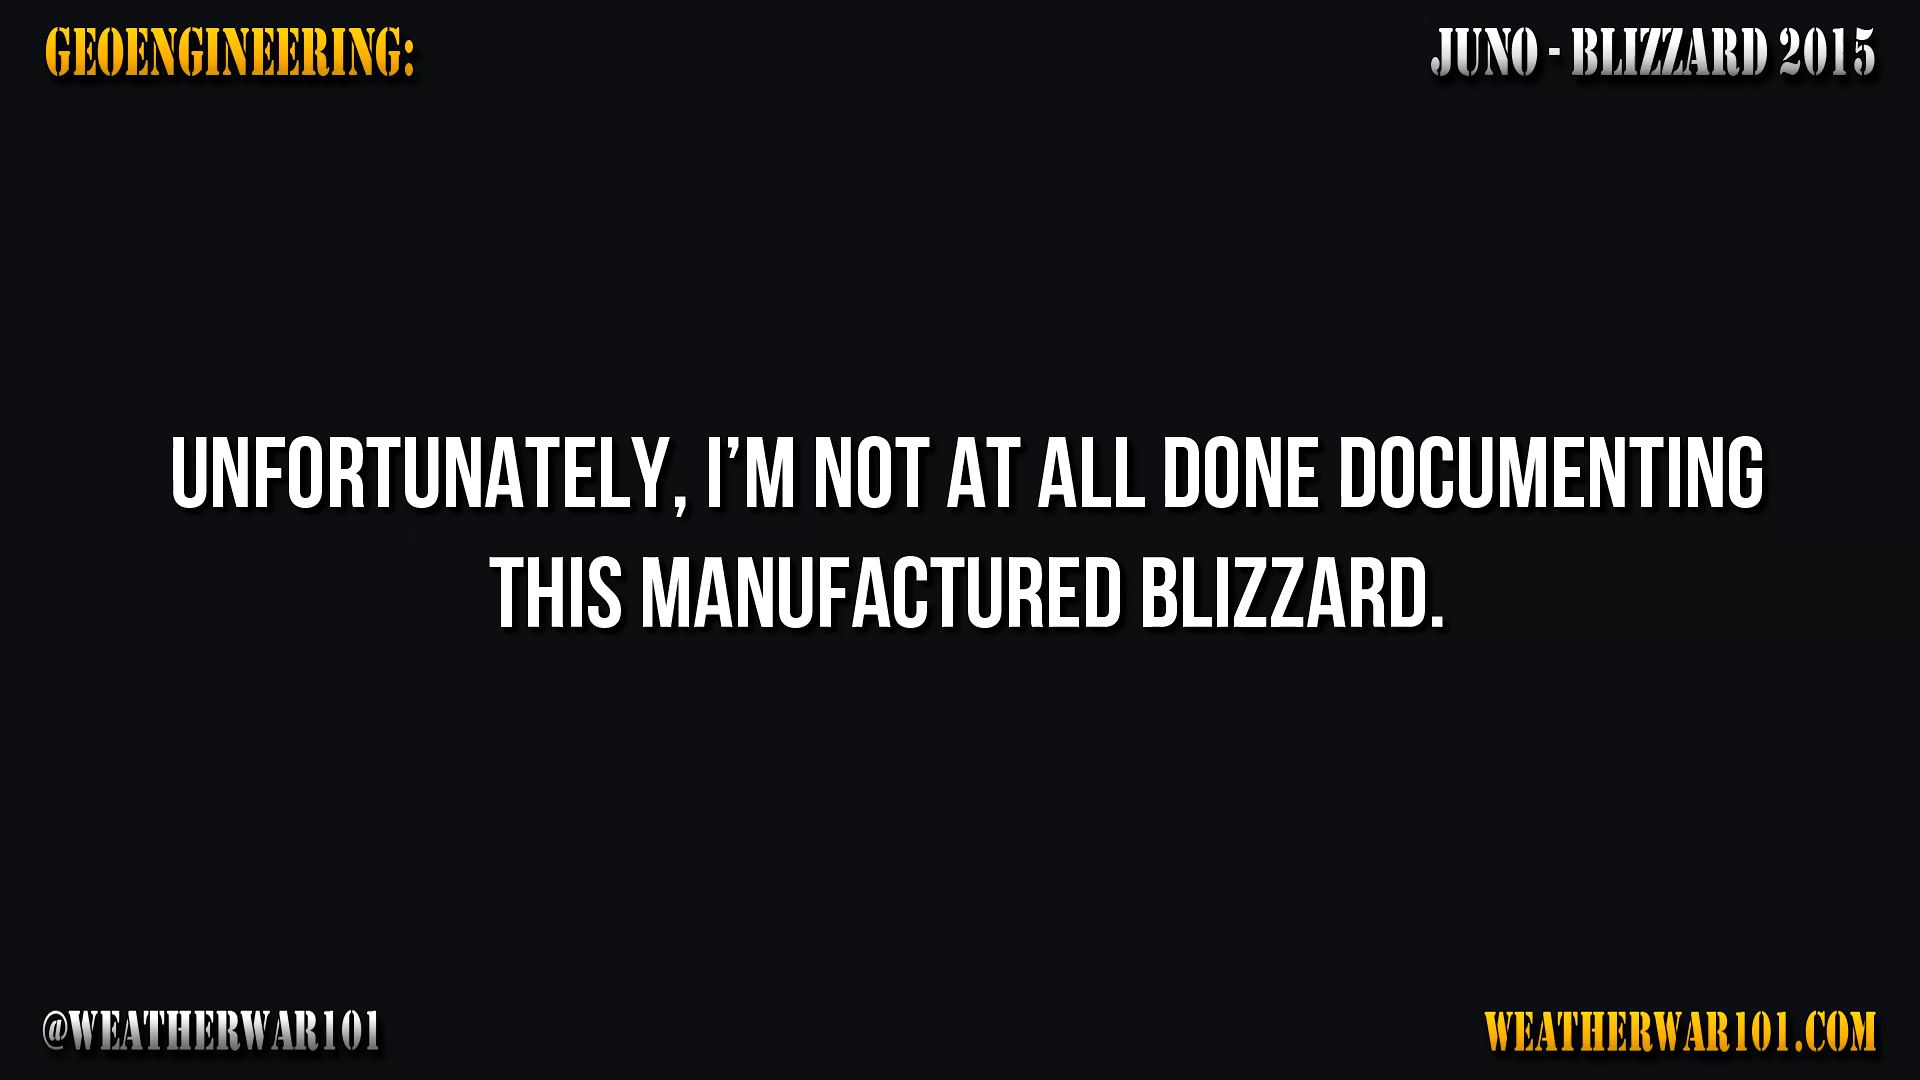 GEOENGINEERING:
JUNO - BLIZZARD 2015
UNFORTUNATELY, I’M NOT AT ALL DONE DOCUMENTING
THIS MANUFACTURED BLIZZARD.
@WEATHERWAR101
WEATHERWAR101.COM